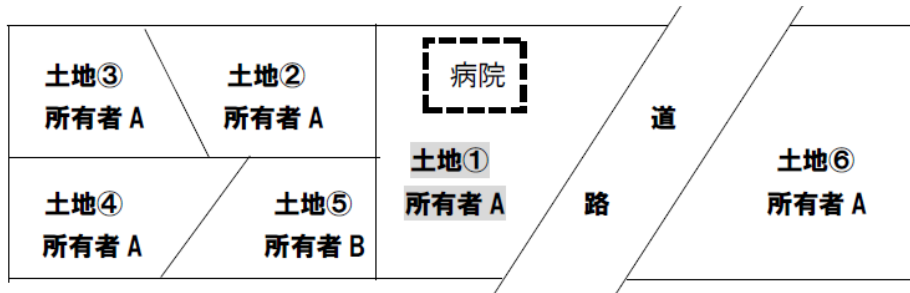 土地③
所有者 A
土地②
所有者 A
病院
土地①
所有者 A
道
路
土地⑥
所有者 A
土地④
所有者 A
土地⑤
所有者 B